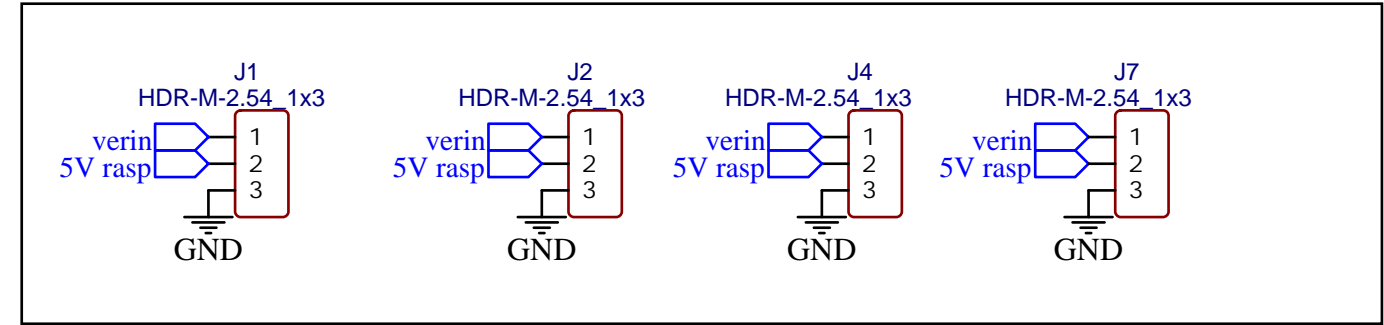 J1
HDR-M-2.54_1x3
verin 1
5V rasp 2
3
GND
J2
HDR-M-2.54_1x3
verin 1
5V rasp 2
3
GND
J4
HDR-M-2.54_1x3
verin 1
5V rasp 2
3
GND
J7
HDR-M-2.54_1x3
verin 1
5V rasp 2
3
GND